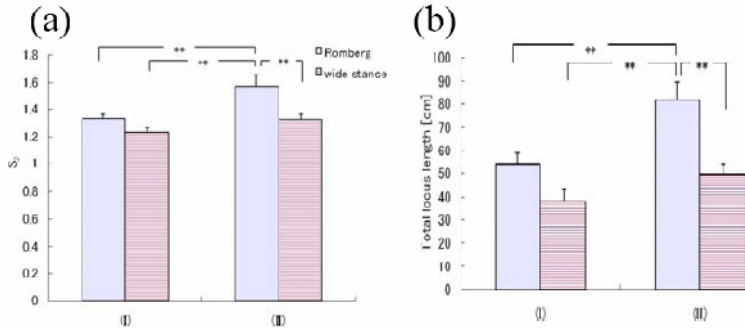 (a)
**
**
**
Romberg
wide stance
1.8
1.6
1.4
1.2
1
0.8
0.6
0.4
0.2
0
S₂
(I)
(II)
(b)
**
**
**
Total locus length [cm]
100
90
80
70
60
50
40
30
20
10
0
(I)
(II)